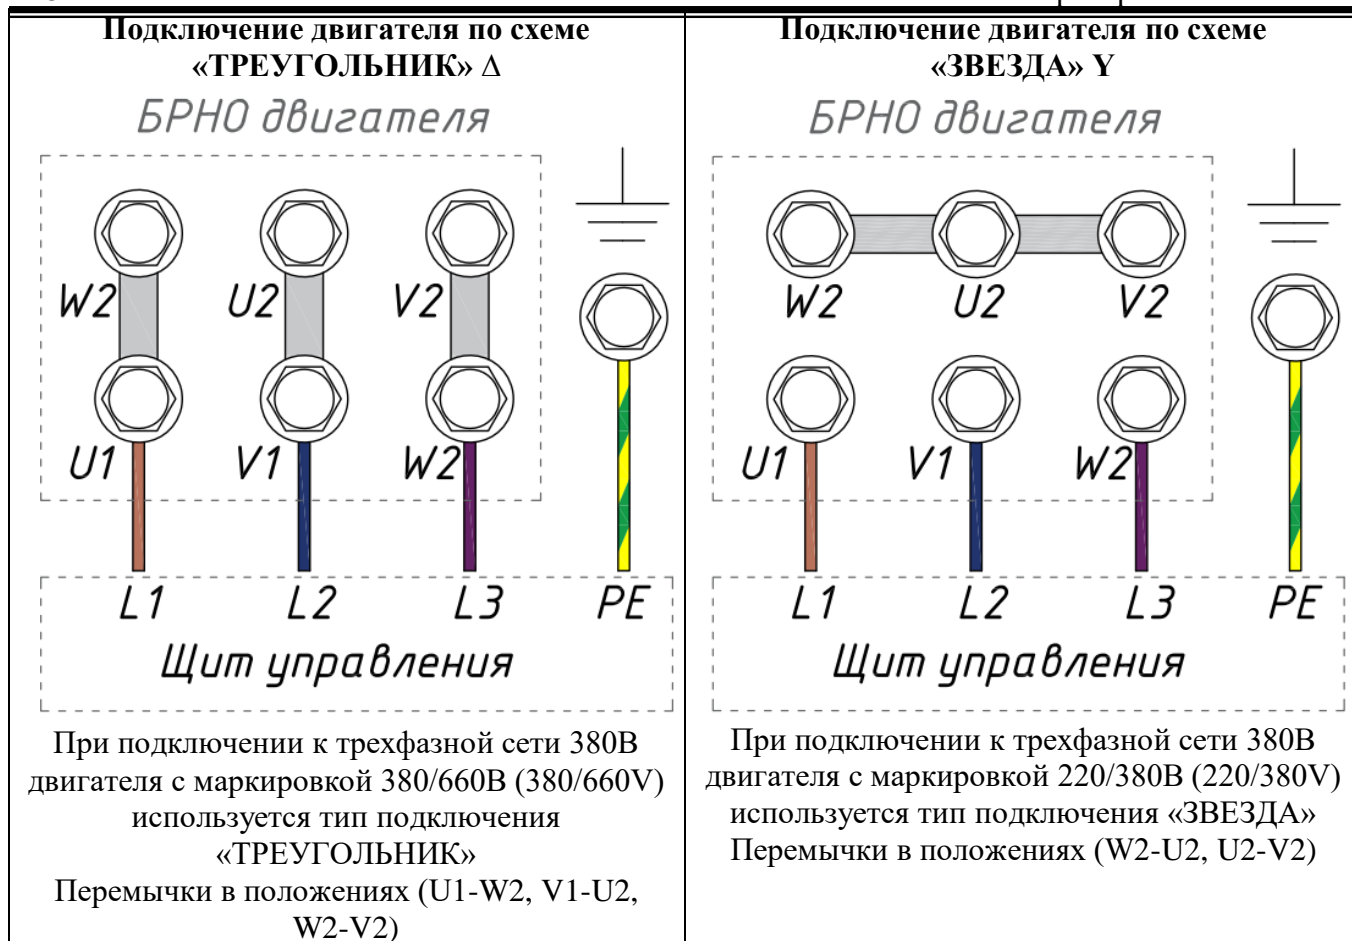 Подключение двигателя по схеме
«ТРЕУГОЛЬНИК» Δ
БРНО двигателя
W2 U2 V2
U1 V1 W2
L1 L2 L3 PE
Щит управления
При подключении к трехфазной сети 380В
двигателя с маркировкой 380/660В (380/660V)
используется тип подключения
«ТРЕУГОЛЬНИК»
Перемычки в положениях (U1-W2, V1-U2,
W2-V2)
Подключение двигателя по схеме
«ЗВЕЗДА» Y
БРНО двигателя
W2 U2 V2
U1 V1 W2
L1 L2 L3 PE
Щит управления
При подключении к трехфазной сети 380В
двигателя с маркировкой 220/380В (220/380V)
используется тип подключения «ЗВЕЗДА»
Перемычки в положениях (W2-U2, U2-V2)